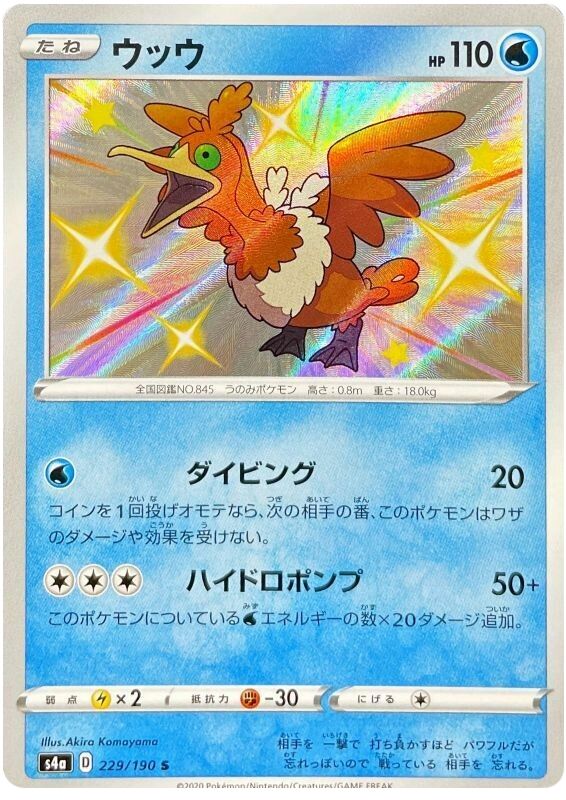 たね ウッウ HP 110
全国図鑑NO.845 うのみポケモン 高さ:0.8m 重さ:18.0kg
ダイビング 20
コインを1回投げオモテなら、次の相手の番、このポケモンはワザ
のダメージや効果を受けない。
ハイドロポンプ 50+
このポケモンについているエネルギーの数×20ダメージ追加。
弱点 ×2 抵抗力 -30 にげる
Illus.Akira Komayama
s4a D 229/190 S
相手を 一撃で 打ち負かすほど パワフルだが
忘れっぽいので 戦っている 相手を 忘れる。
©2020 Pokémon/Nintendo/Creatures/GAME FREAK